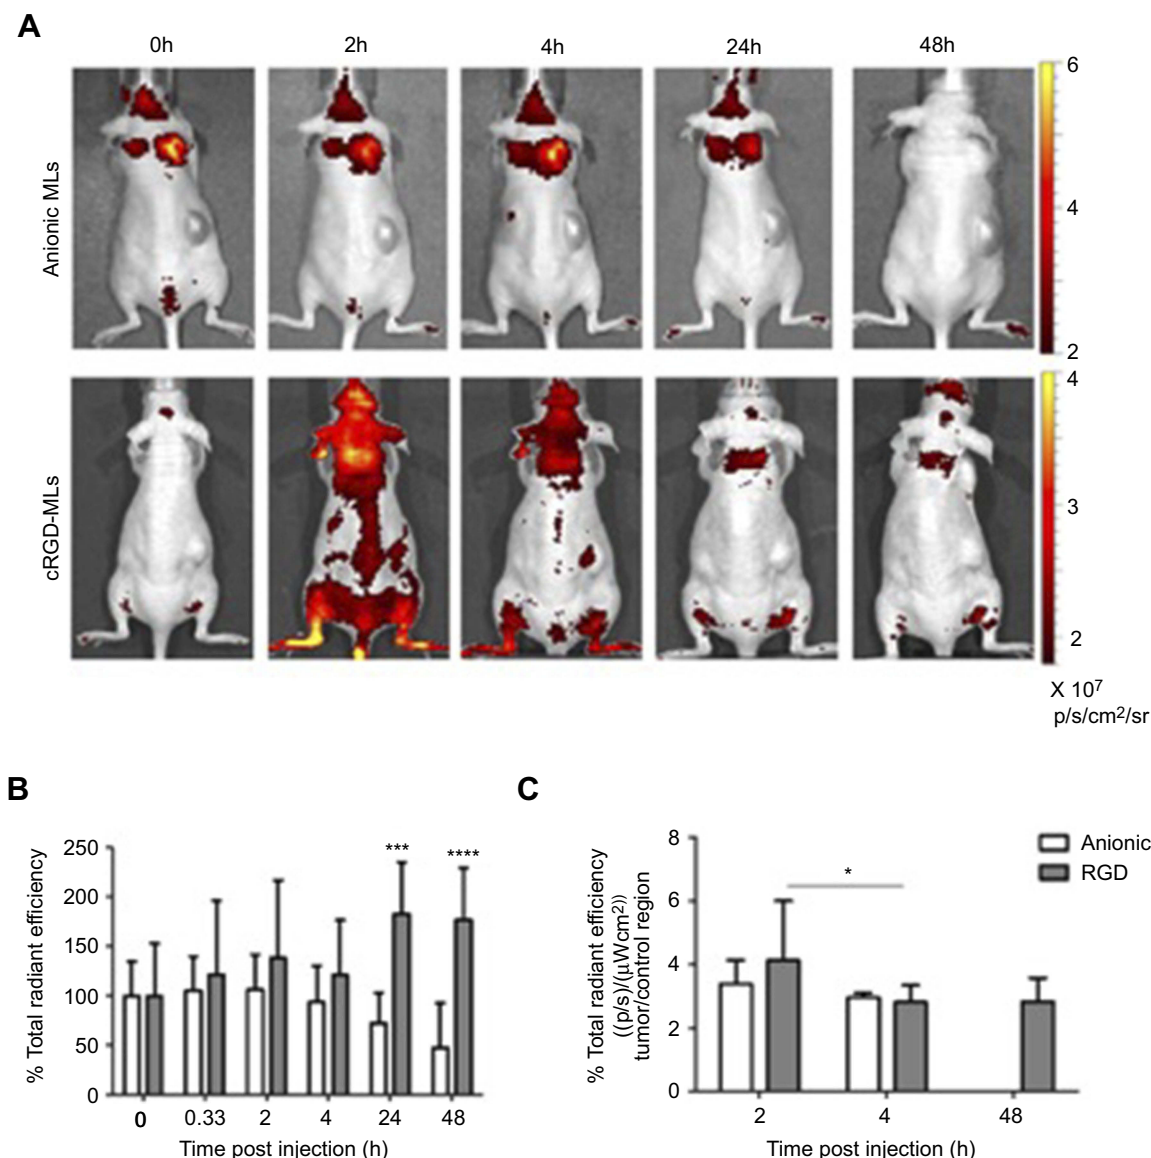 A
0h 2h 4h 24h 48h
Anionic MLs
6
4
2
cRGD-MLs
4
3
2
X 10⁷
p/s/cm²/sr
B
% Total radiant efficiency
250
200
150
100
50
0
*** ****
0 0.33 2 4 24 48
Time post injection (h)
C
% Total radiant efficiency
((p/s)/(μWcm²))
tumor/control region
8
6
4
2
0
*
2 4 48
Time post injection (h)
Anionic
RGD